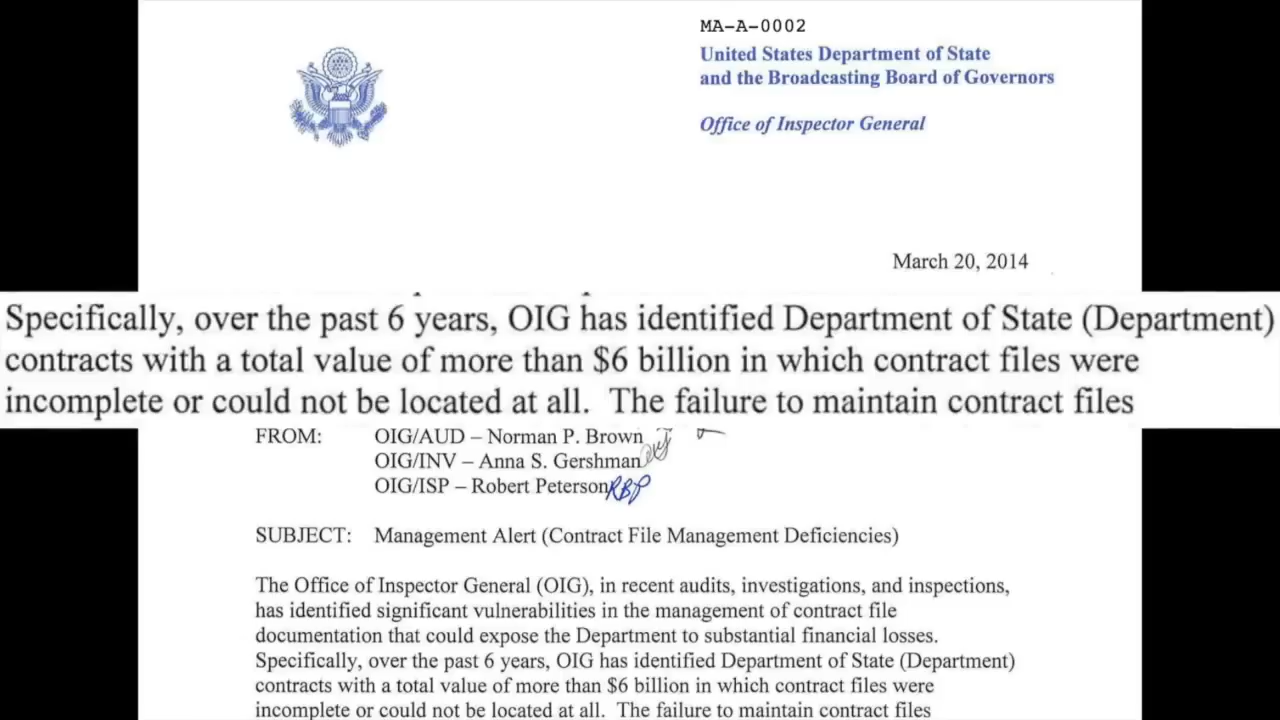 MA-A-0002
United States Department of State
and the Broadcasting Board of Governors
Office of Inspector General
March 20, 2014
Specifically, over the past 6 years, OIG has identified Department of State (Department)
contracts with a total value of more than $6 billion in which contract files were
incomplete or could not be located at all. The failure to maintain contract files
FROM: OIG/AUD – Norman P. Brown
OIG/INV – Anna S. Gershman
OIG/ISP – Robert Peterson RBP
SUBJECT: Management Alert (Contract File Management Deficiencies)
The Office of Inspector General (OIG), in recent audits, investigations, and inspections,
has identified significant vulnerabilities in the management of contract file
documentation that could expose the Department to substantial financial losses.
Specifically, over the past 6 years, OIG has identified Department of State (Department)
contracts with a total value of more than $6 billion in which contract files were
incomplete or could not be located at all. The failure to maintain contract files